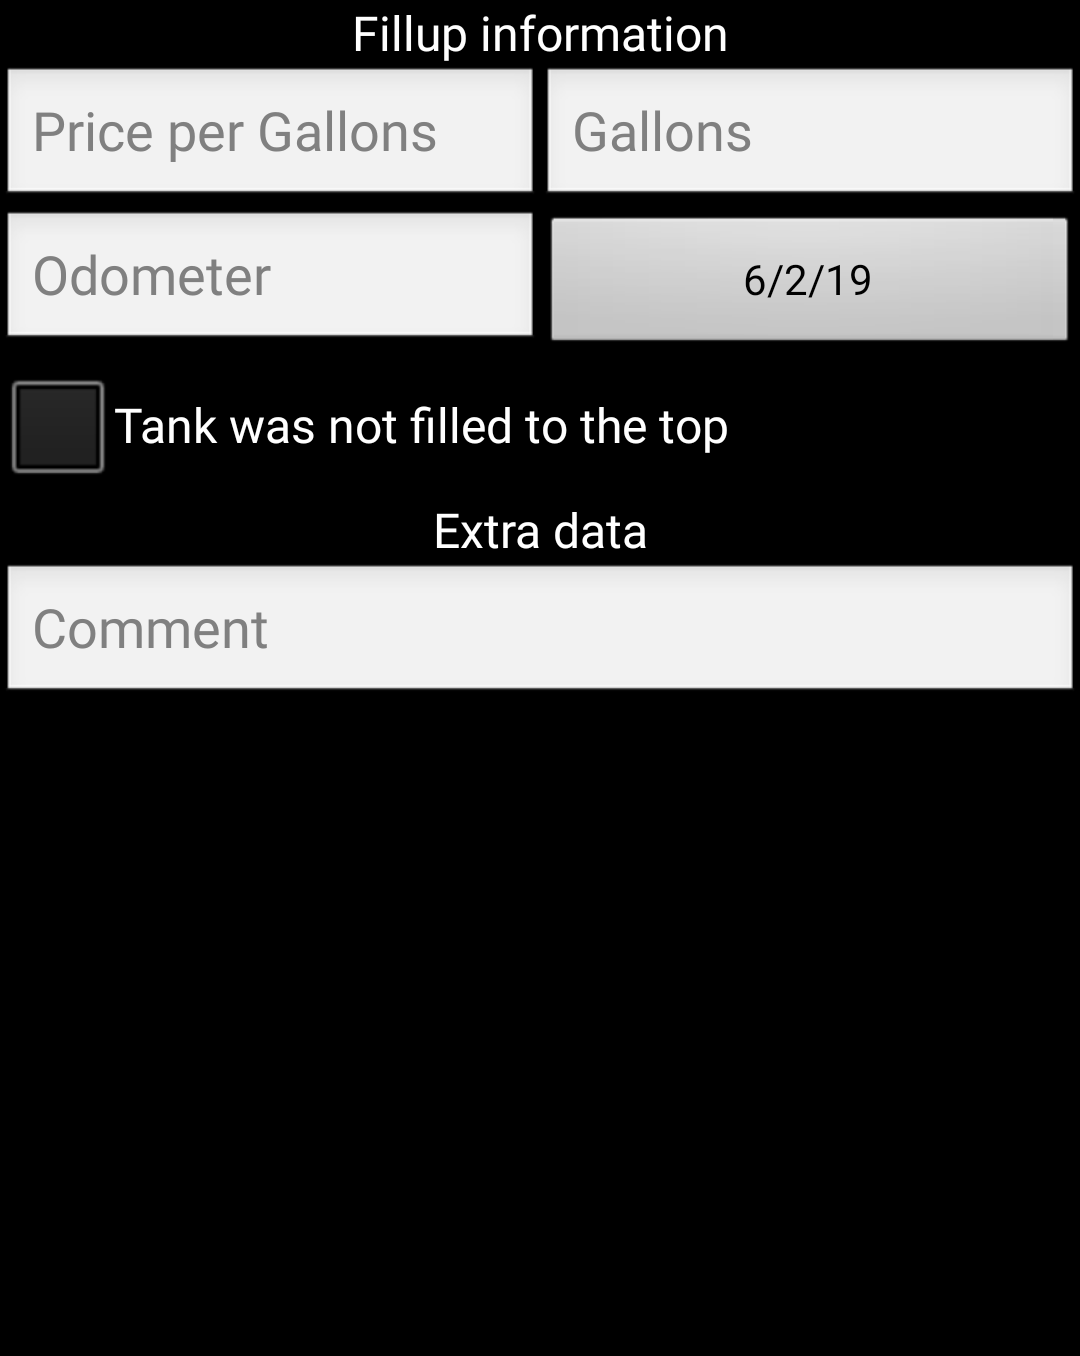 Fillup information
Price per Gallons
Gallons
Odometer
6/2/19
Tank was not filled to the top
Extra data
Comment